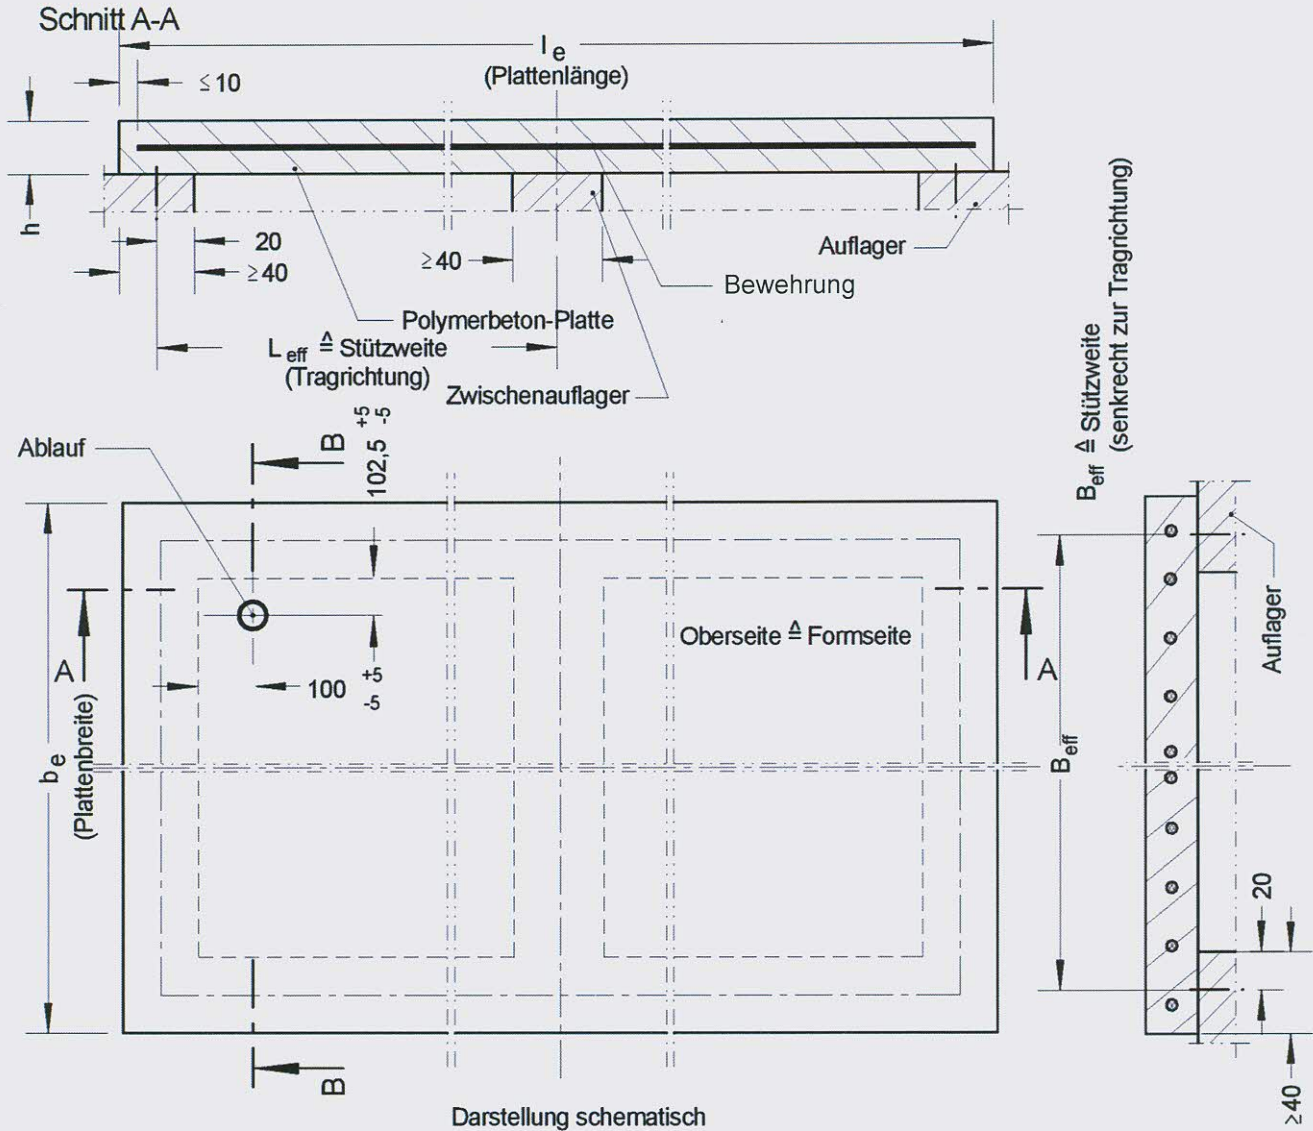 Schnitt A-A
l e
(Plattenlänge)
≤ 10
h
20
≥40
≥40
Auflager
Bewehrung
Polymerbeton-Platte
L eff ≙ Stützweite
(Tragrichtung)
Zwischenauflager
B eff ≙ Stützweite
(senkrecht zur Tragrichtung)
Ablauf
B
102,5 +5 -5
Oberseite ≙ Formseite
A
A
100 +5 -5
b e
(Plattenbreite)
B eff
Auflager
20
≥40
B
Darstellung schematisch